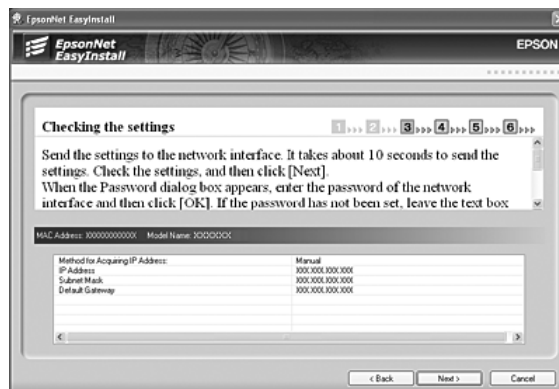 EpsonNet EasyInstall
EpsonNet
EasyInstall
EPSON
Checking the settings
1 2 3 4 5 6
Send the settings to the network interface. It takes about 10 seconds to send the
settings. Check the settings, and then click [Next].
When the Password dialog box appears, enter the password of the network
interface and then click [OK]. If the password has not been set, leave the text box
MAC Address: XXXXXXXXXXXX Model Name: XXXXXXX
Method for Acquiring IP Address: Manual
IP Address XXX.XXX.XXX.XXX
Subnet Mask XXX.XXX.XXX.XXX
Default Gateway XXX.XXX.XXX.XXX
< Back Next > Cancel